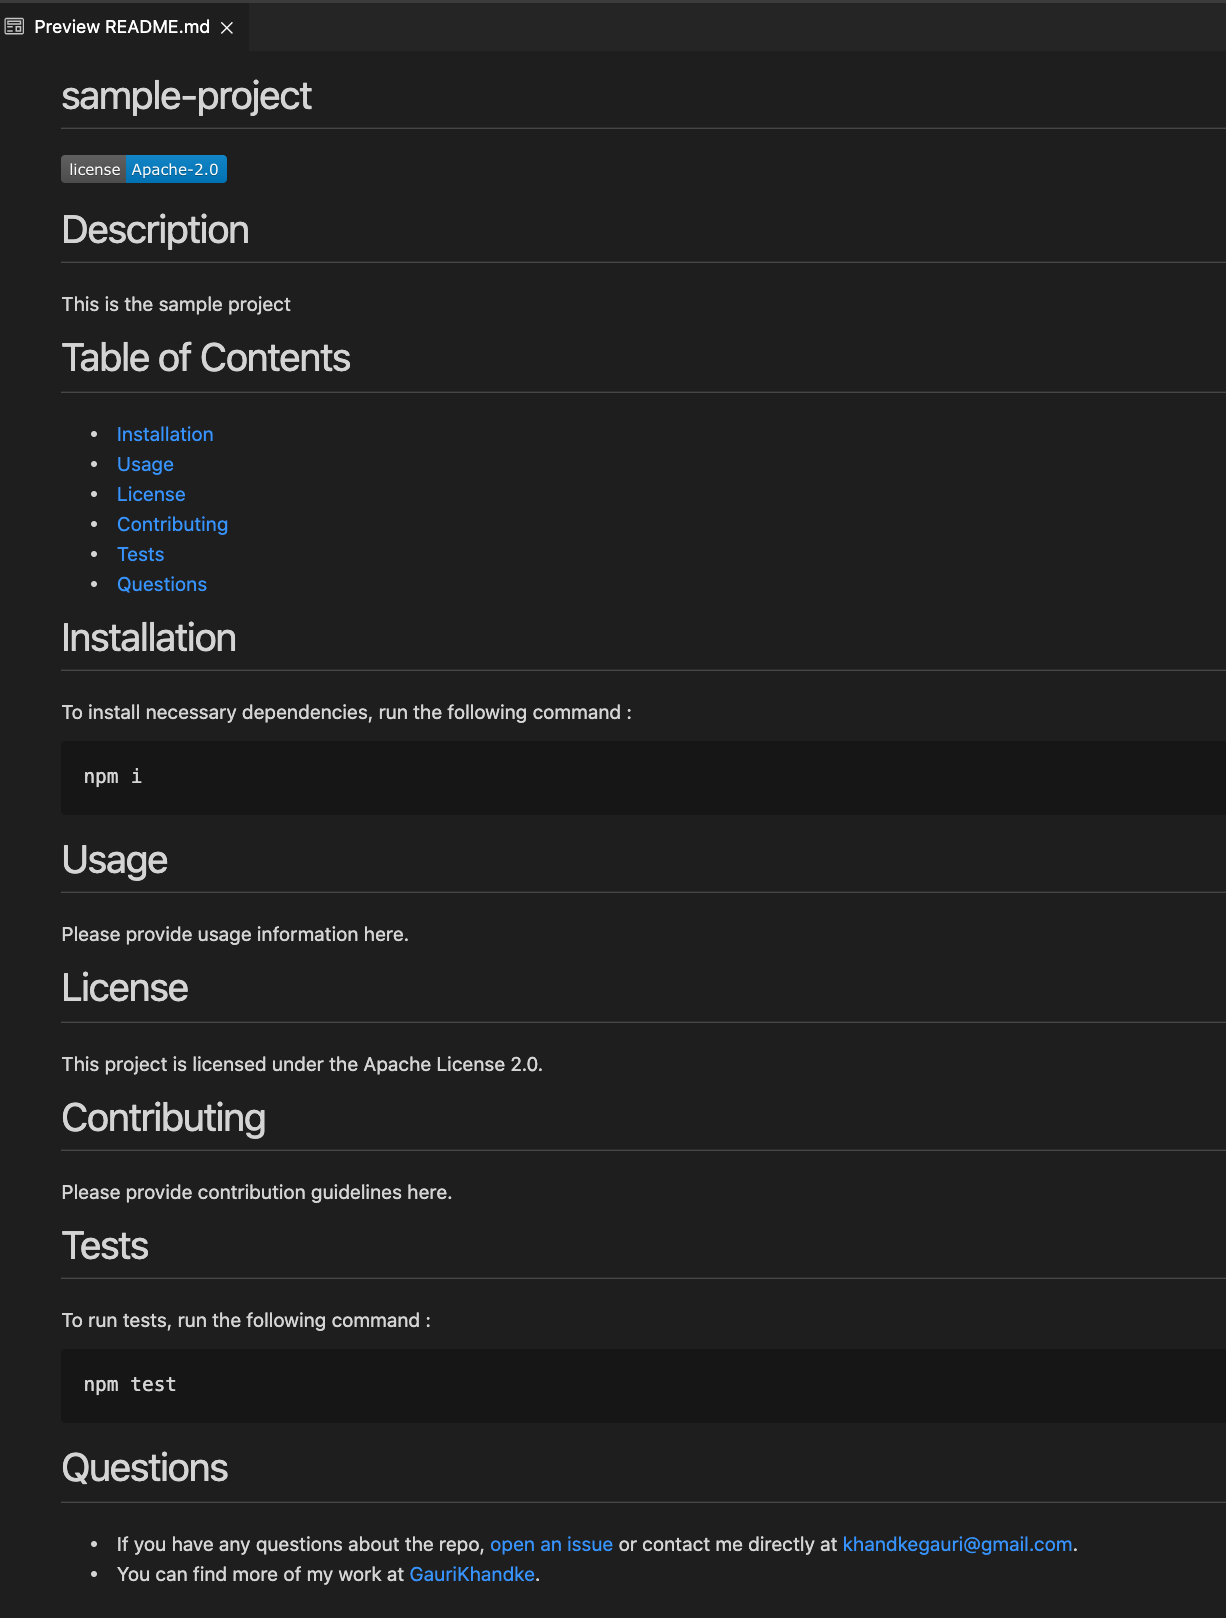 Preview README.md
sample-project
license Apache-2.0
Description
This is the sample project
Table of Contents
• Installation
• Usage
• License
• Contributing
• Tests
• Questions
Installation
To install necessary dependencies, run the following command :
npm i
Usage
Please provide usage information here.
License
This project is licensed under the Apache License 2.0.
Contributing
Please provide contribution guidelines here.
Tests
To run tests, run the following command :
npm test
Questions
• If you have any questions about the repo, open an issue or contact me directly at khandkegauri@gmail.com.
• You can find more of my work at GauriKhandke.